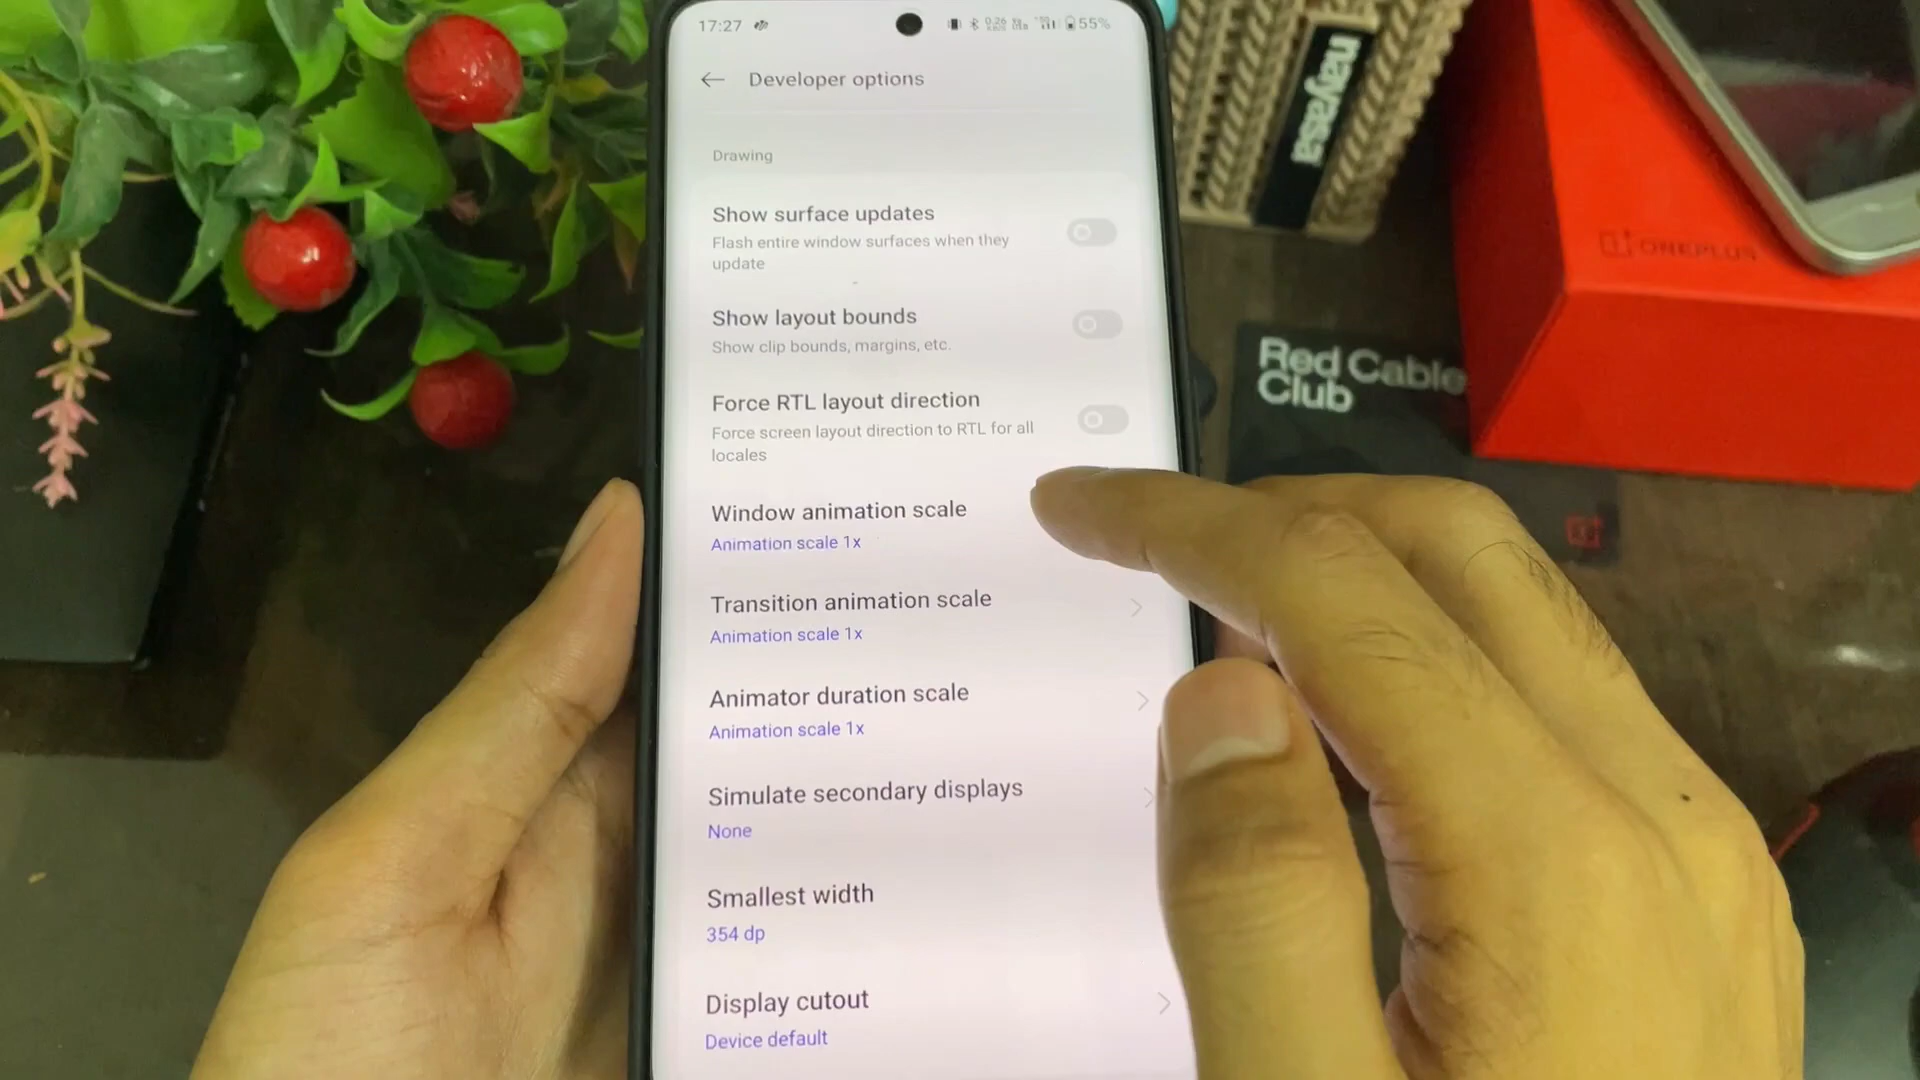 17:27
55%
Developer options
Drawing
Show surface updates
Flash entire window surfaces when they
update
Show layout bounds
Show clip bounds, margins, etc.
Force RTL layout direction
Force screen layout direction to RTL for all
locales
Window animation scale
Animation scale 1x
Transition animation scale
Animation scale 1x
Animator duration scale
Animation scale 1x
Simulate secondary displays
None
Smallest width
354 dp
Display cutout
Device default
nayasa
ONEPLUS
Red Cable
Club